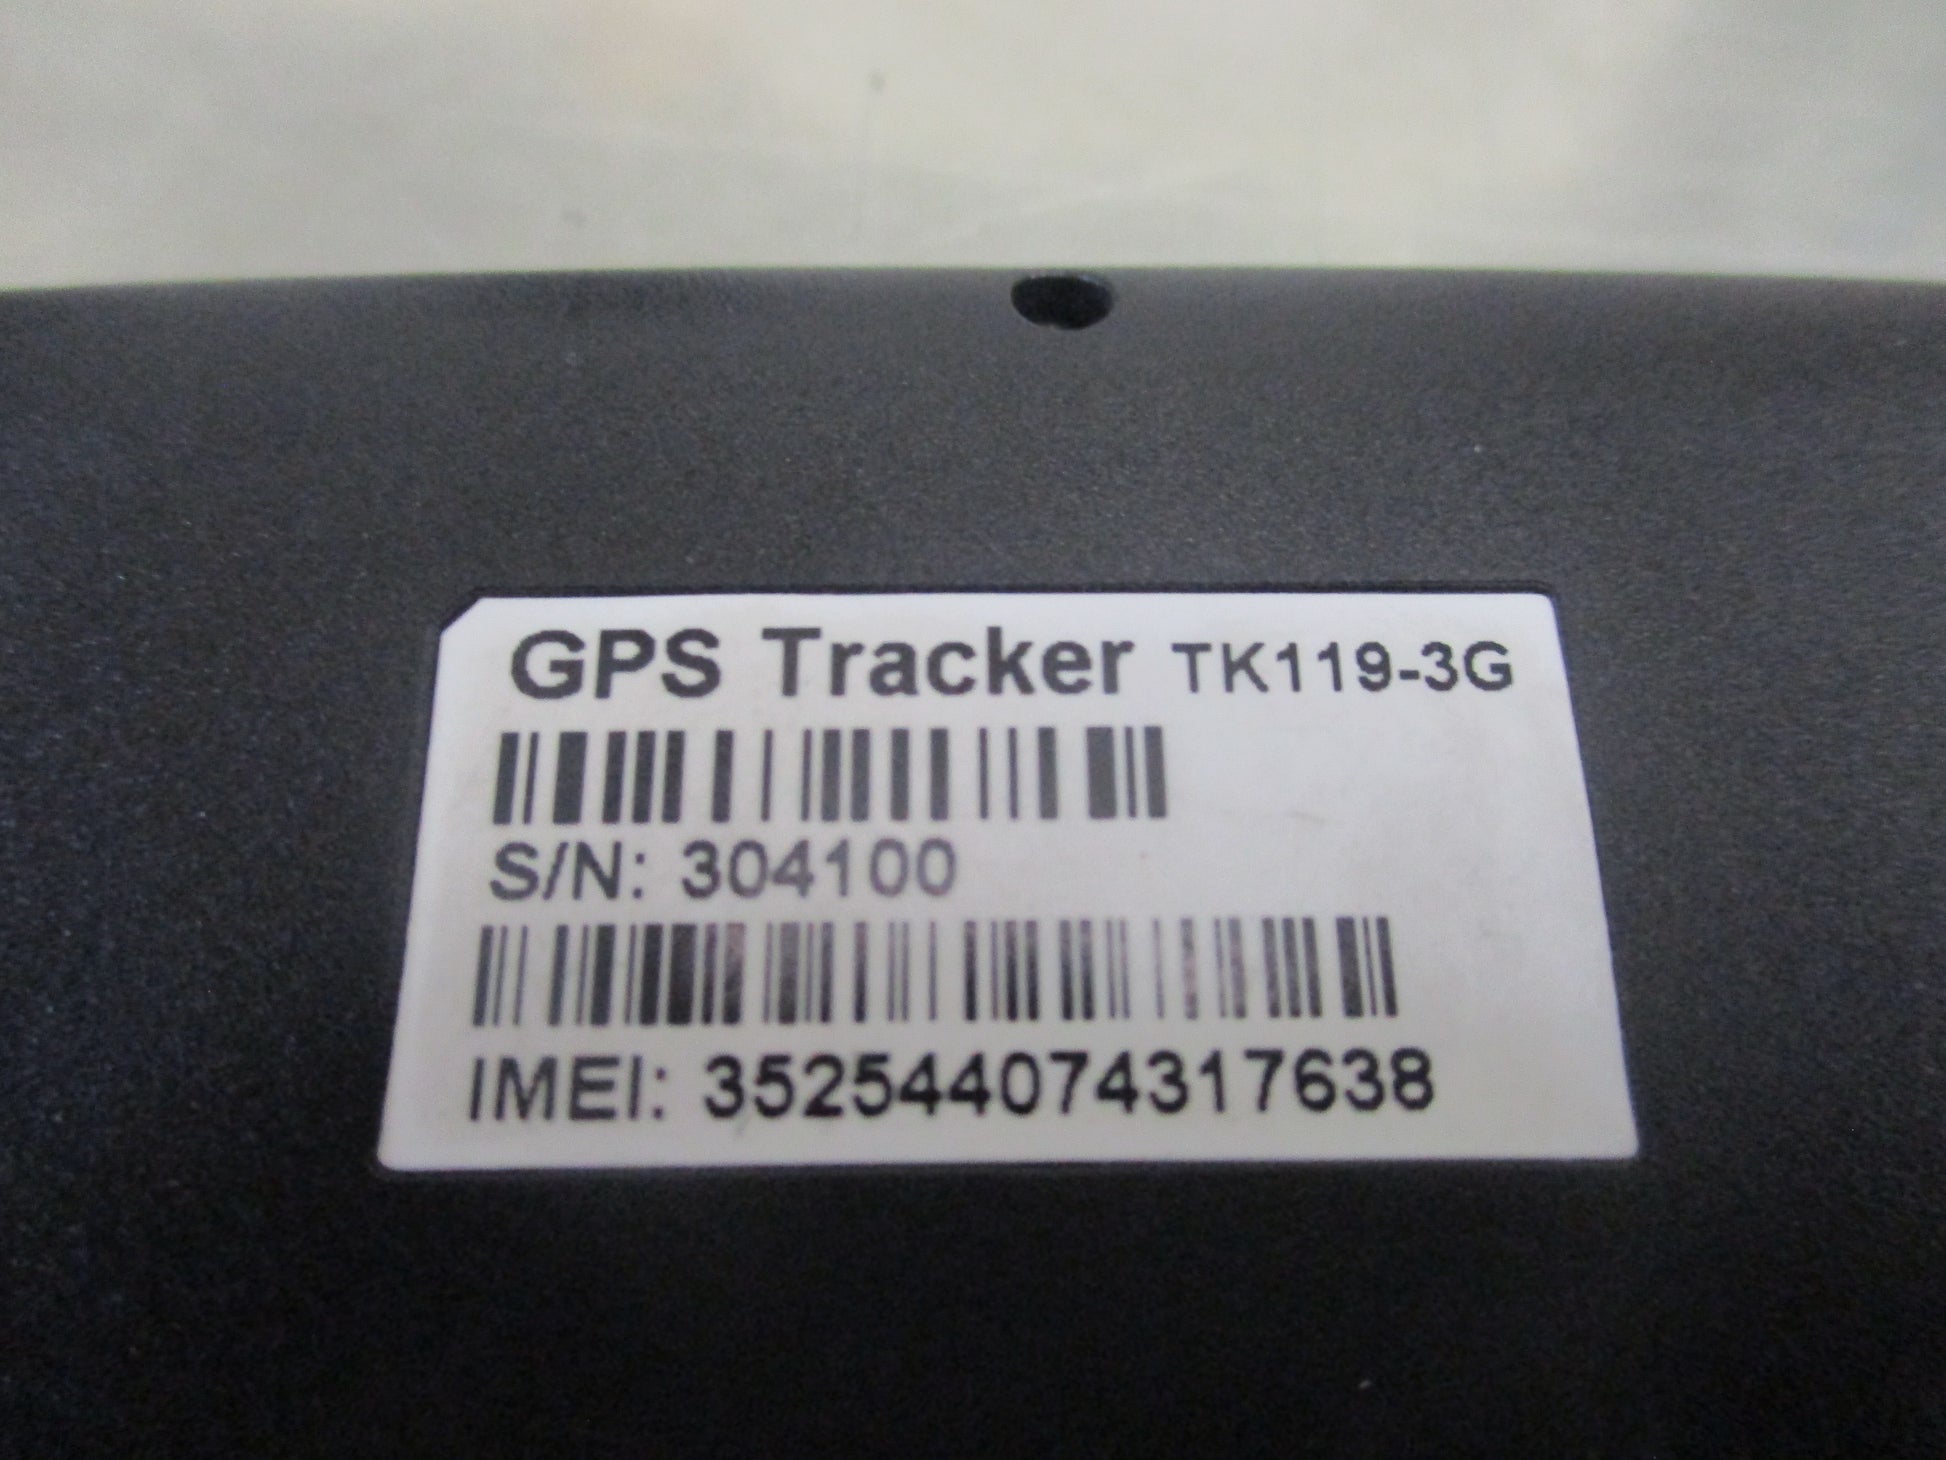 GPS Tracker TK119-3G
S/N: 304100
IMEI: 352544074317638